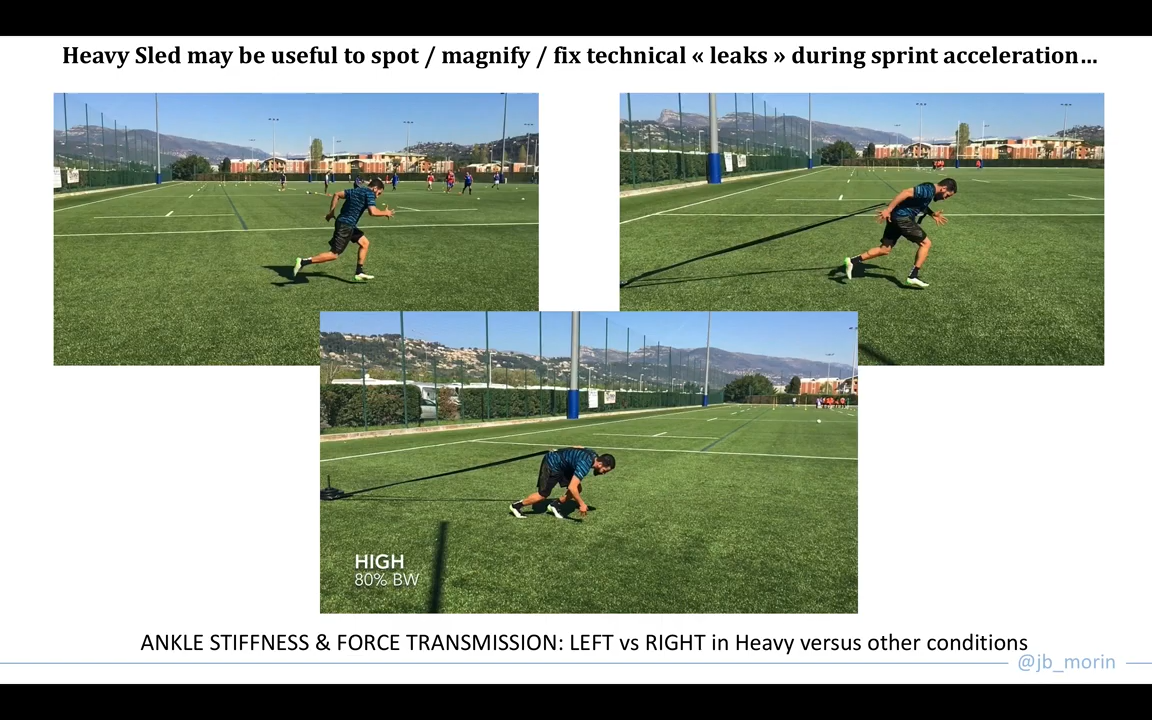 Heavy Sled may be useful to spot / magnify / fix technical « leaks » during sprint acceleration…
HIGH
80% BW
ANKLE STIFFNESS & FORCE TRANSMISSION: LEFT vs RIGHT in Heavy versus other conditions
@jb_morin